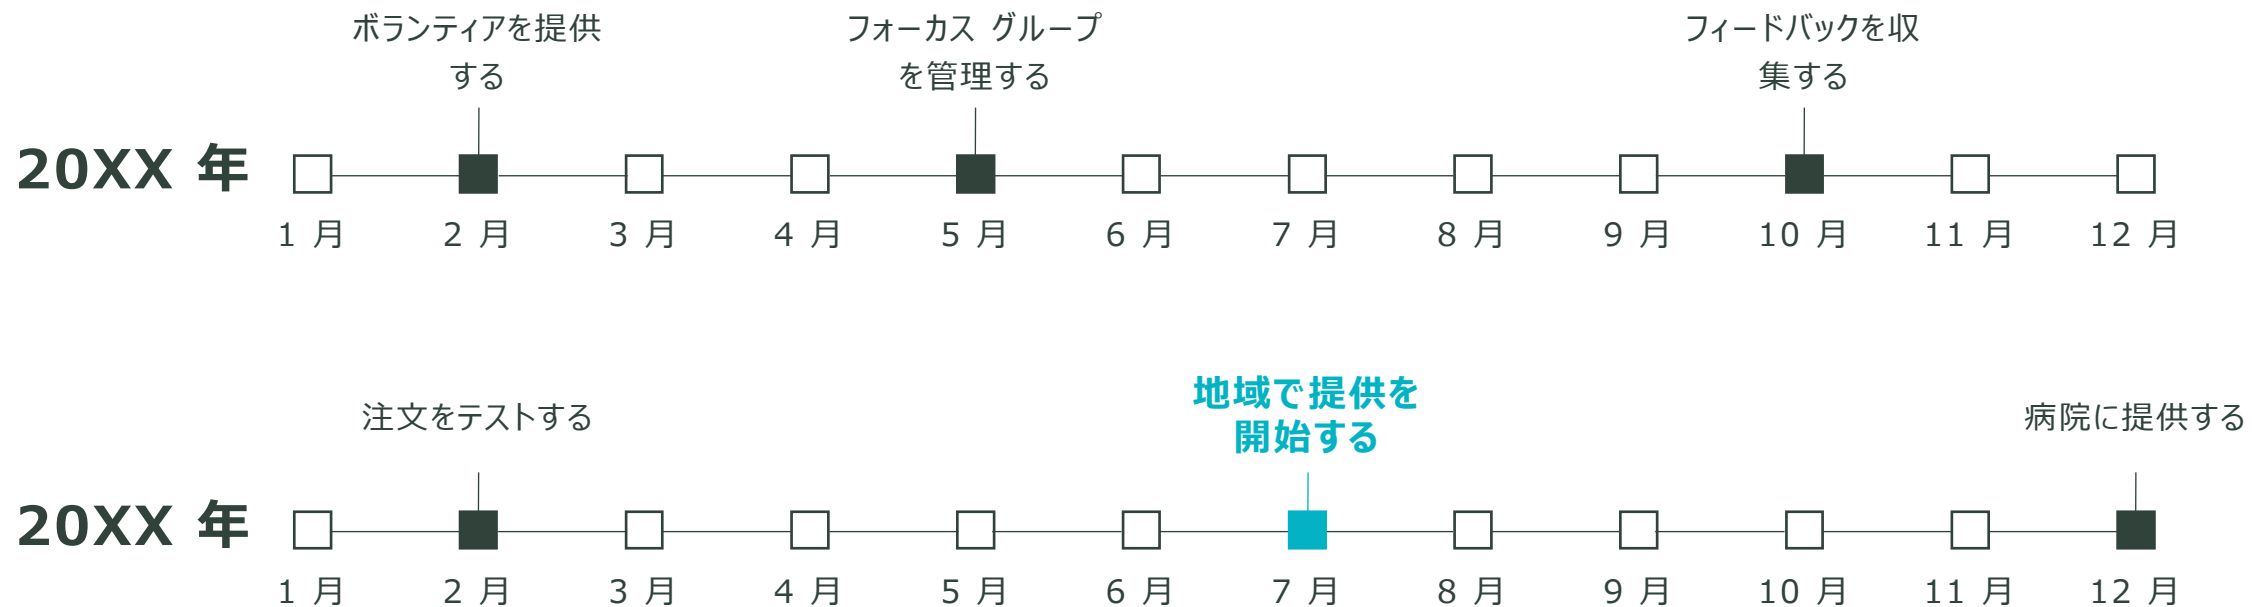 ボランティアを提供
する
フォーカス グループ
を管理する
フィードバックを収
集する
20XX 年
1 月
2 月
3 月
4 月
5 月
6 月
7 月
8 月
9 月
10 月
11 月
12 月
注文をテストする
地域で提供を
開始する
病院に提供する
20XX 年
1 月
2 月
3 月
4 月
5 月
6 月
7 月
8 月
9 月
10 月
11 月
12 月